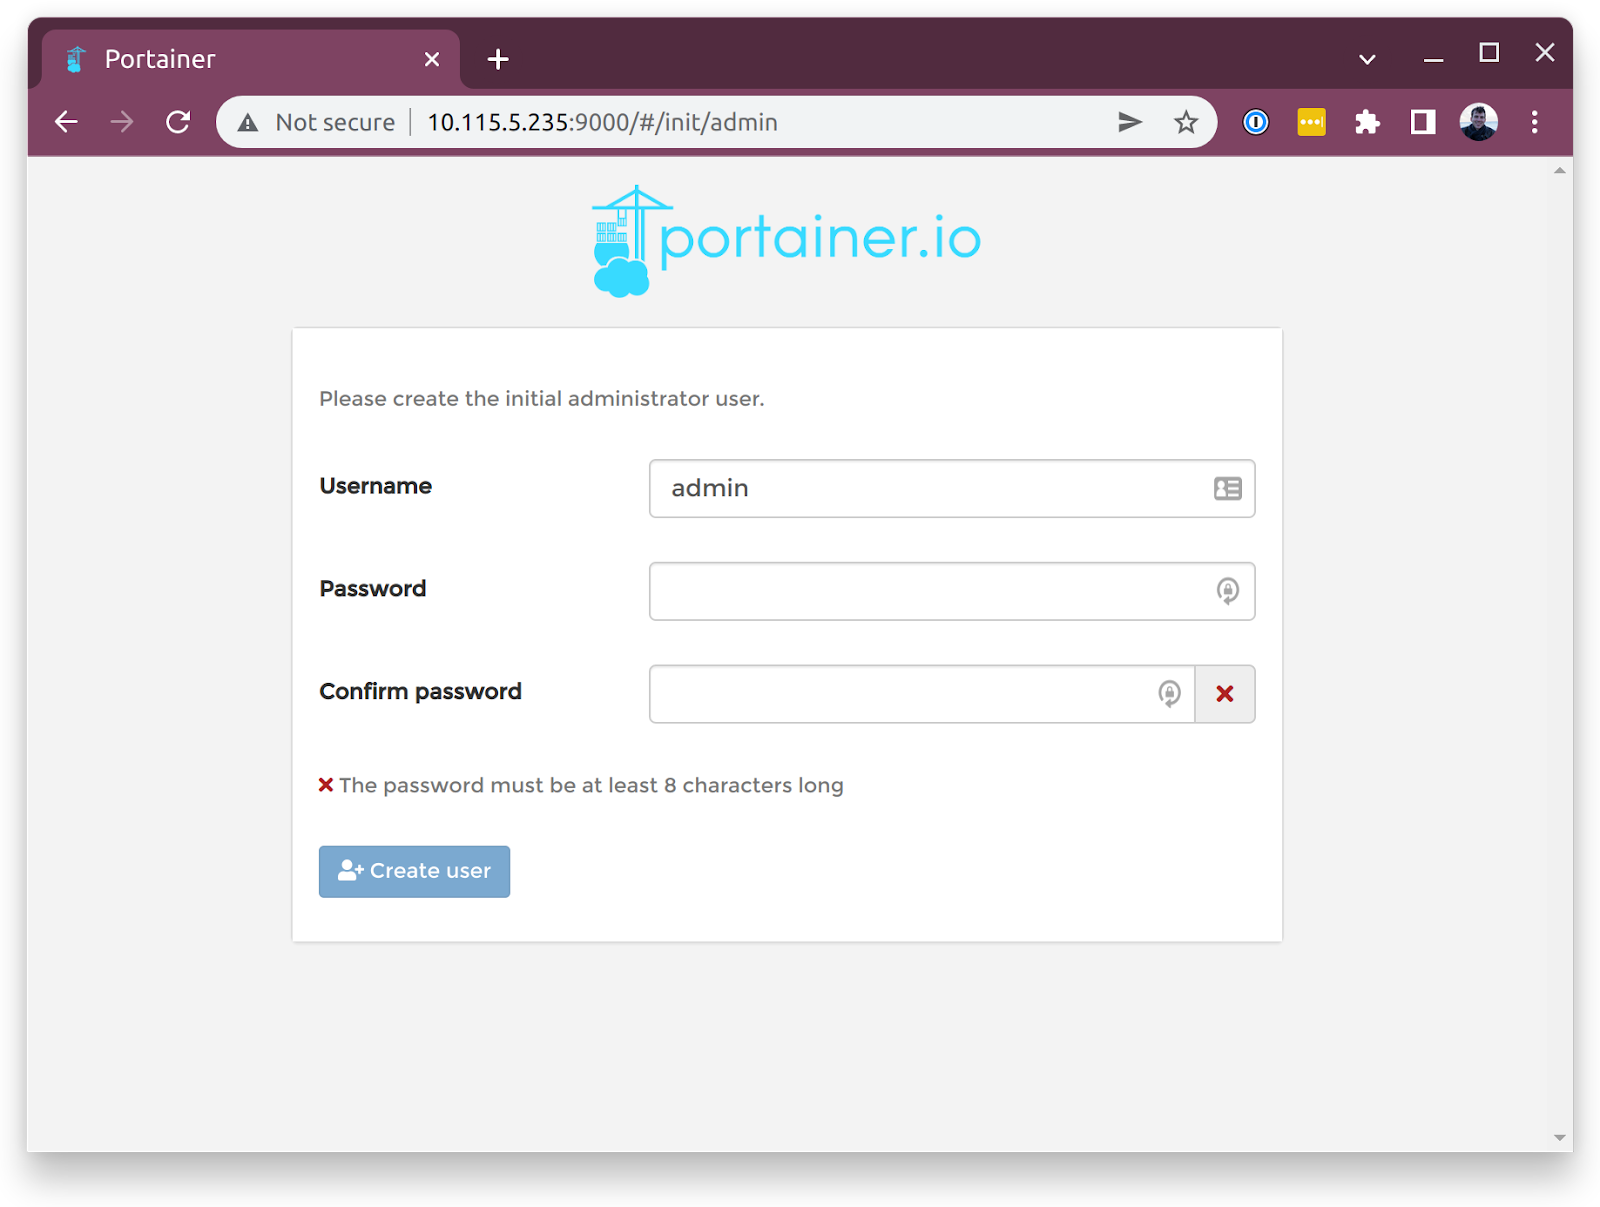 Portainer
Not secure
10.115.5.235:9000/#/init/admin
portainer.io
Please create the initial administrator user.
Username
admin
Password
Confirm password
The password must be at least 8 characters long
Create user